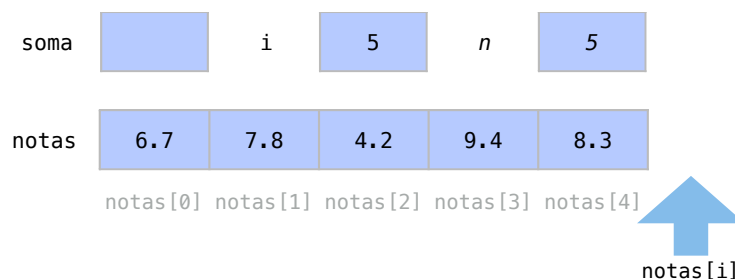 soma i 5 n 5
notas 6.7 7.8 4.2 9.4 8.3
notas[0] notas[1] notas[2] notas[3] notas[4]
notas[i]